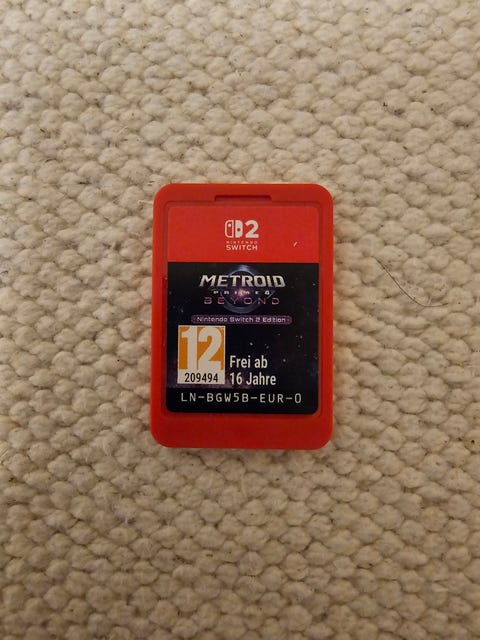 2
NINTENDO
SWITCH
METROID
PRIME 4
BEYOND
Nintendo Switch 2 Edition
12
209494
Frei ab
16 Jahre
LN-BGW5B-EUR-0